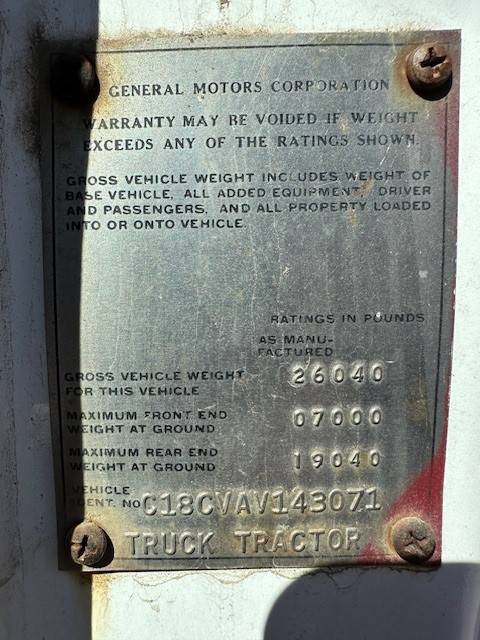 GENERAL MOTORS CORPORATION
WARRANTY MAY BE VOIDED IF WEIGHT
EXCEEDS ANY OF THE RATINGS SHOWN.
GROSS VEHICLE WEIGHT INCLUDES WEIGHT OF
BASE VEHICLE, ALL ADDED EQUIPMENT, DRIVER
AND PASSENGERS, AND ALL PROPERTY LOADED
INTO OR ONTO VEHICLE.
RATINGS IN POUNDS
AS MANU-
FACTURED
GROSS VEHICLE WEIGHT 26040
FOR THIS VEHICLE
MAXIMUM FRONT END 07000
WEIGHT AT GROUND
MAXIMUM REAR END 19040
WEIGHT AT GROUND
VEHICLE
IDENT. NO C18CVAV143071
TRUCK TRACTOR